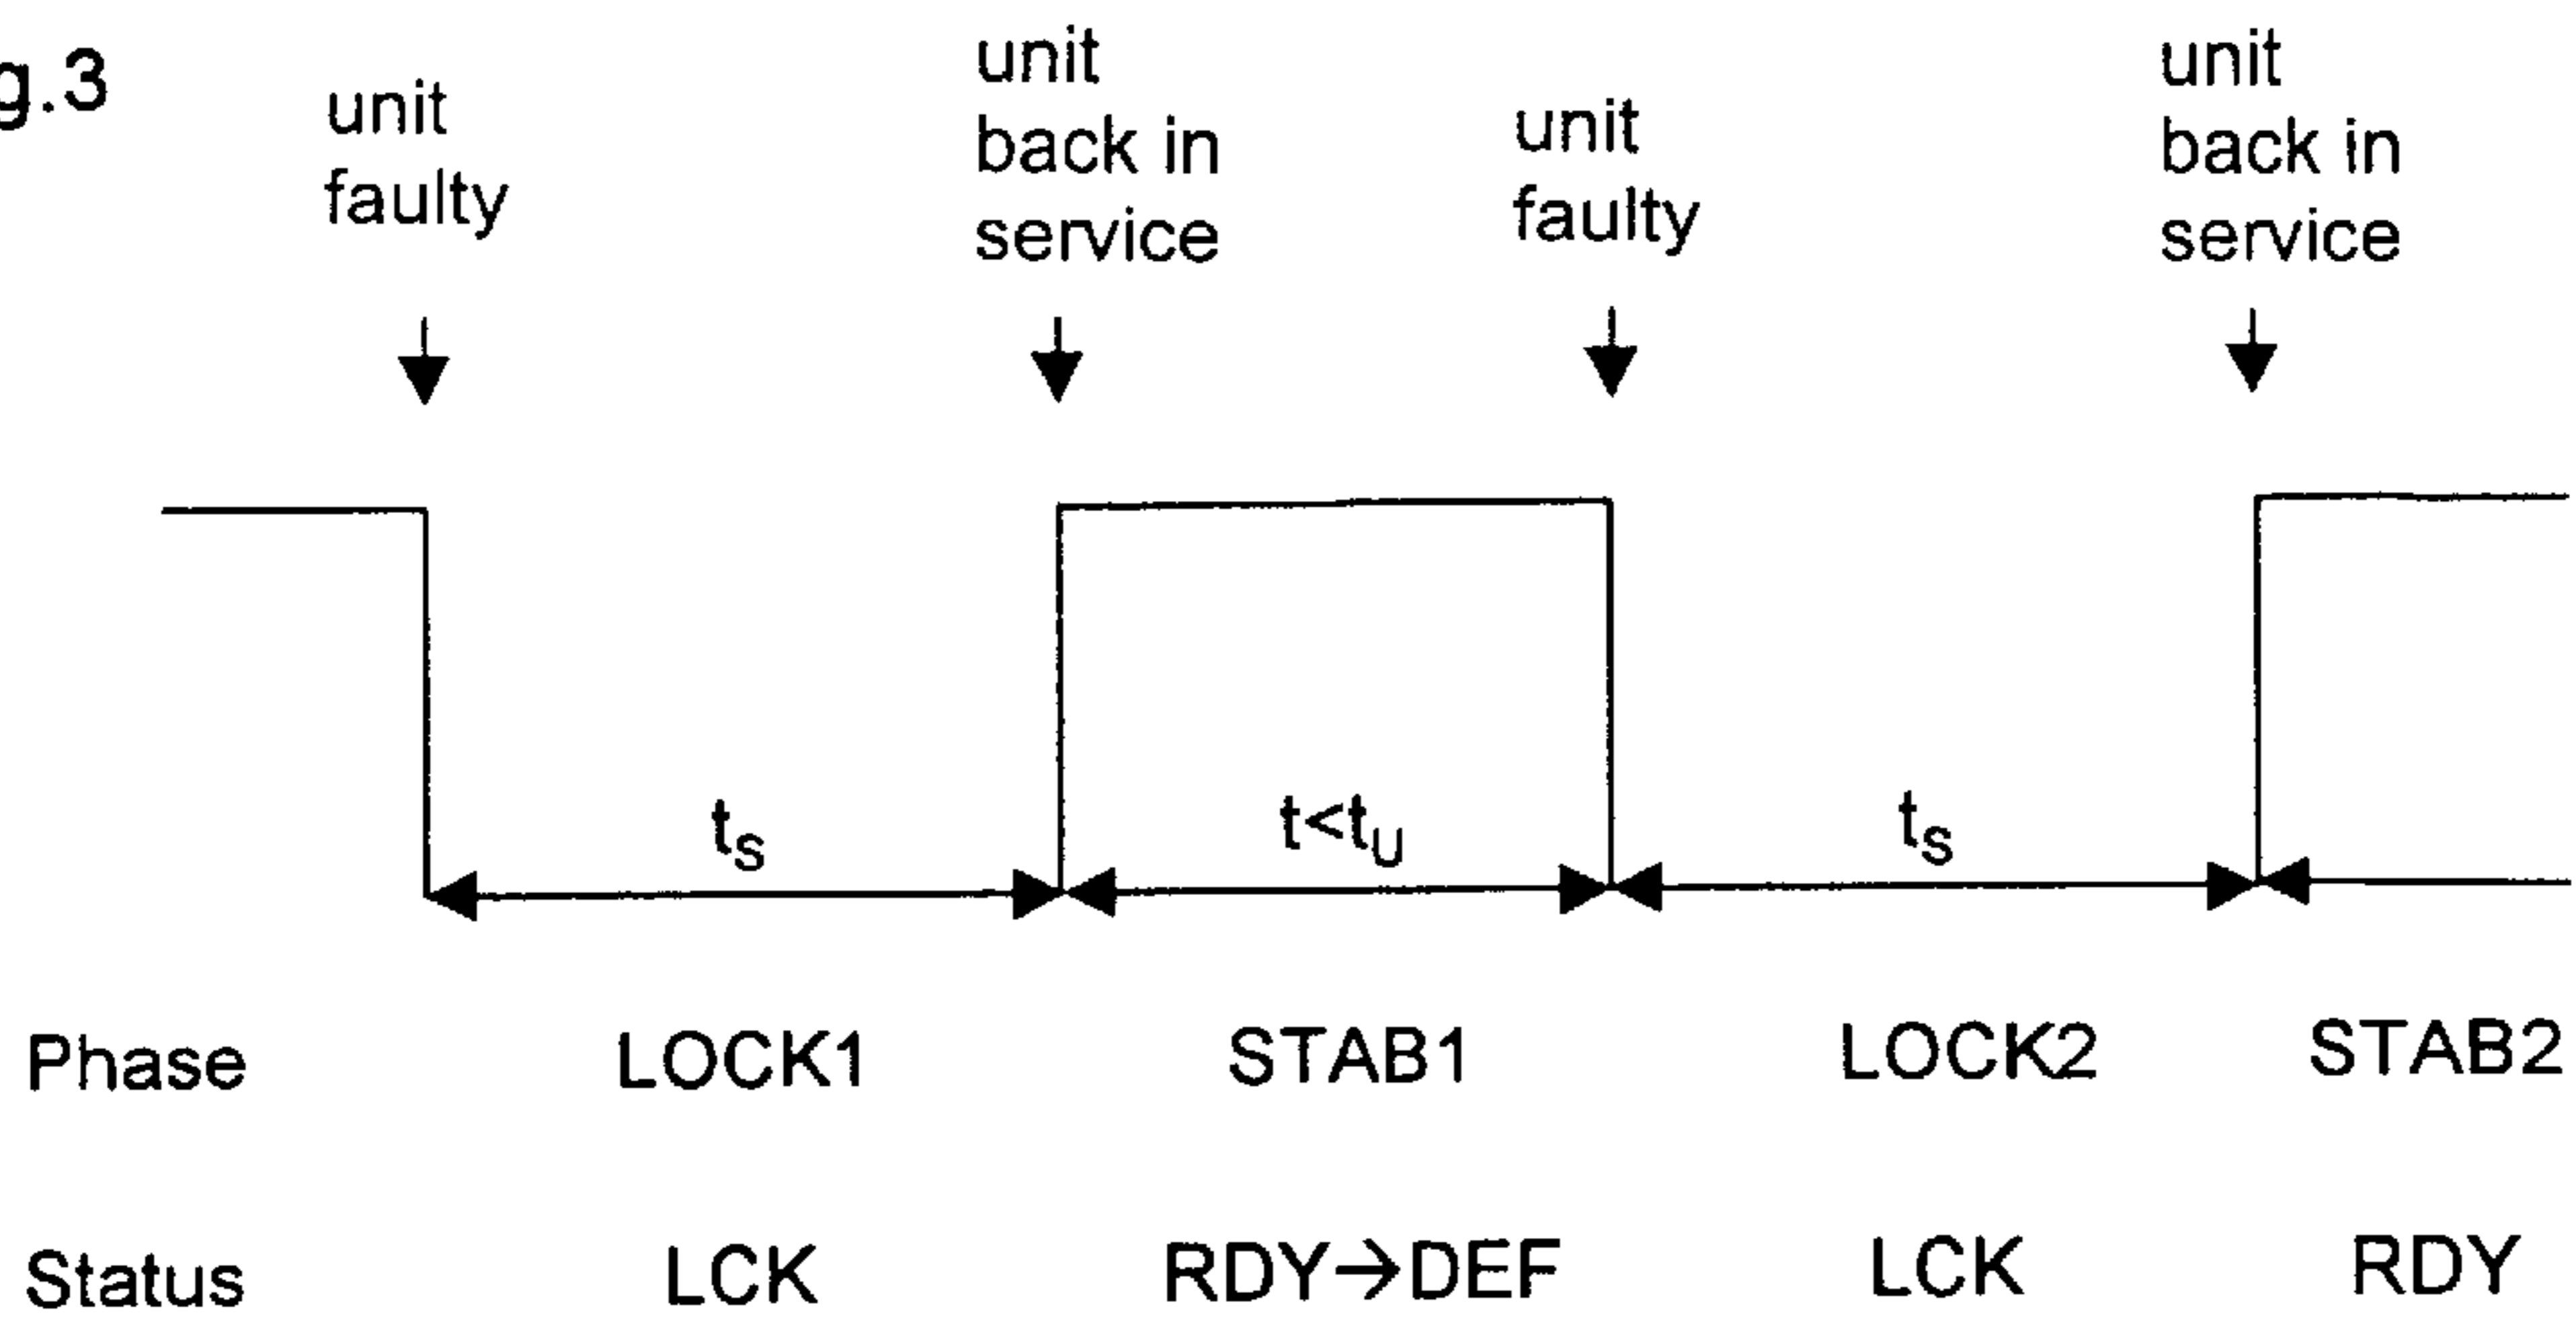 g.3
unit
faulty
unit
back in
service
unit
faulty
unit
back in
service
tS
t<tU
tS
Phase LOCK1 STAB1 LOCK2 STAB2
Status LCK RDY→DEF LCK RDY